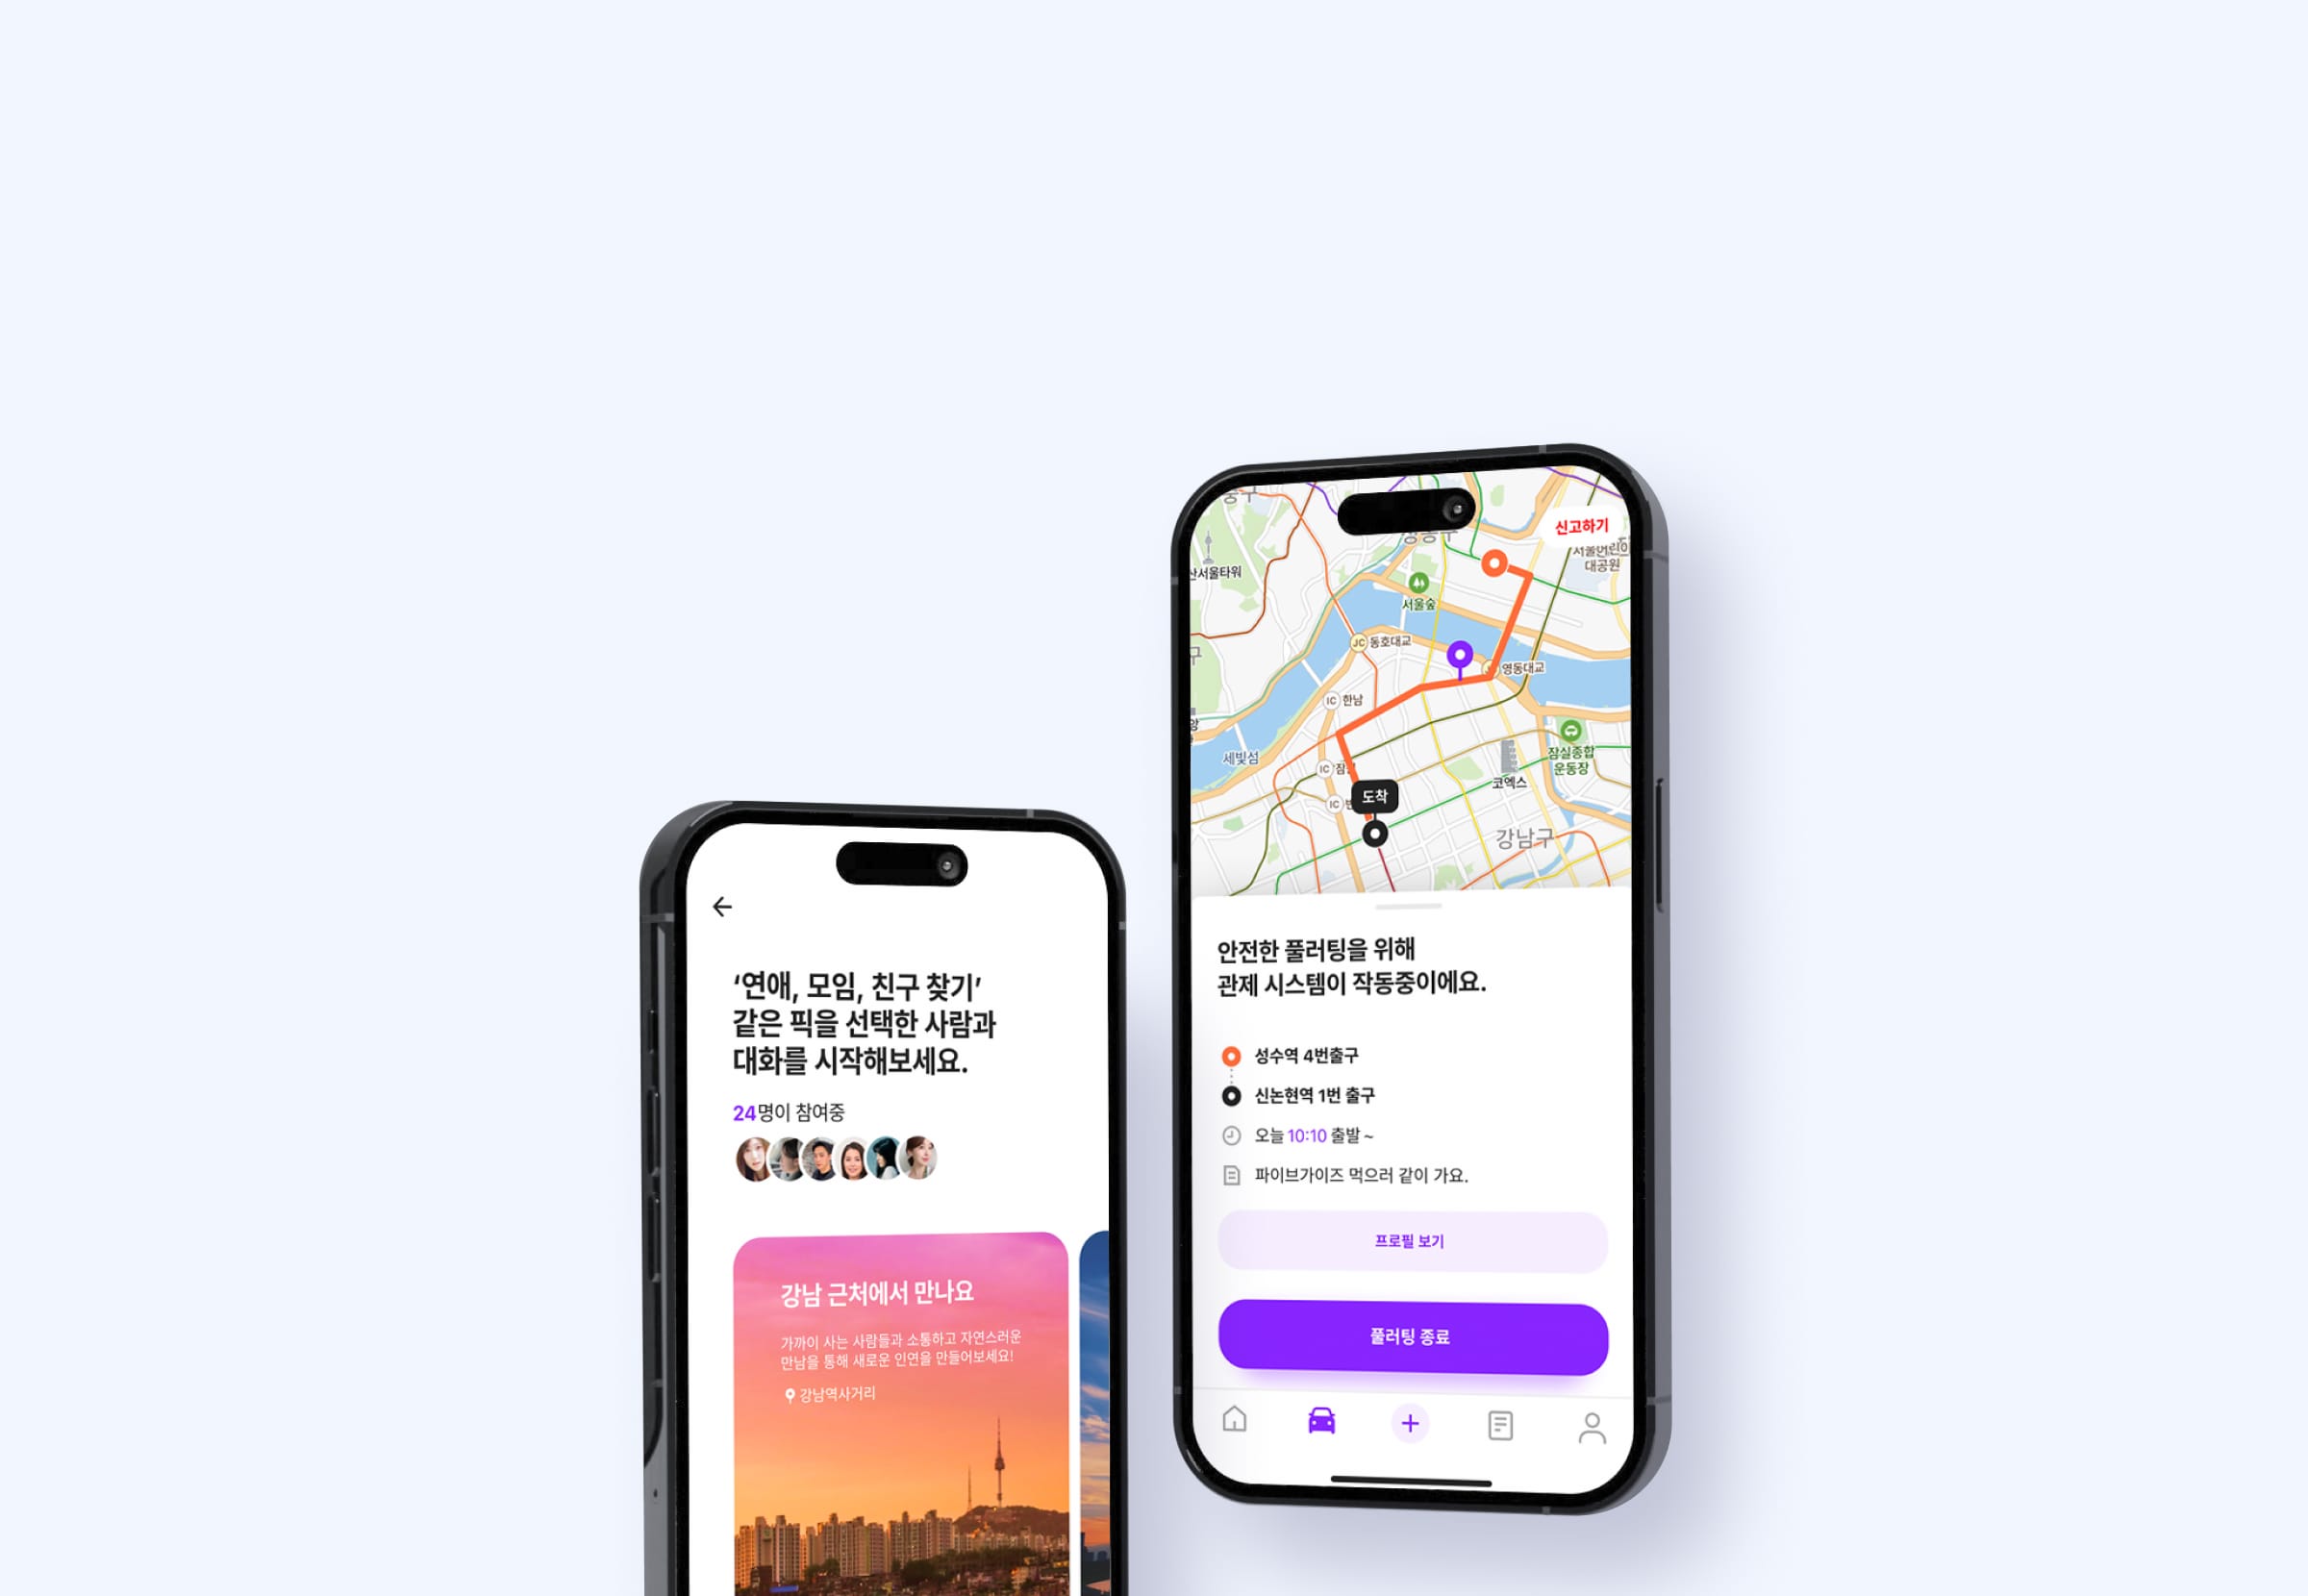 ‘연애, 모임, 친구 찾기’
같은 픽을 선택한 사람과
대화를 시작해보세요.
24명이 참여중
강남 근처에서 만나요
가까이 사는 사람들과 소통하고 자연스러운
만남을 통해 새로운 인연을 만들어보세요!
강남역사거리
중구
신고하기
성동구
서울어린이
대공원
산서울타워
서울숲
JC 동호대교
구
영동대교
IC 한남
세빛섬
잠실종합
운동장
IC
코엑스
IC
도착
강남구
안전한 풀러팅을 위해
관제 시스템이 작동중이에요.
성수역 4번출구
신논현역 1번 출구
오늘 10:10 출발 ~
파이브가이즈 먹으러 같이 가요.
프로필 보기
풀러팅 종료